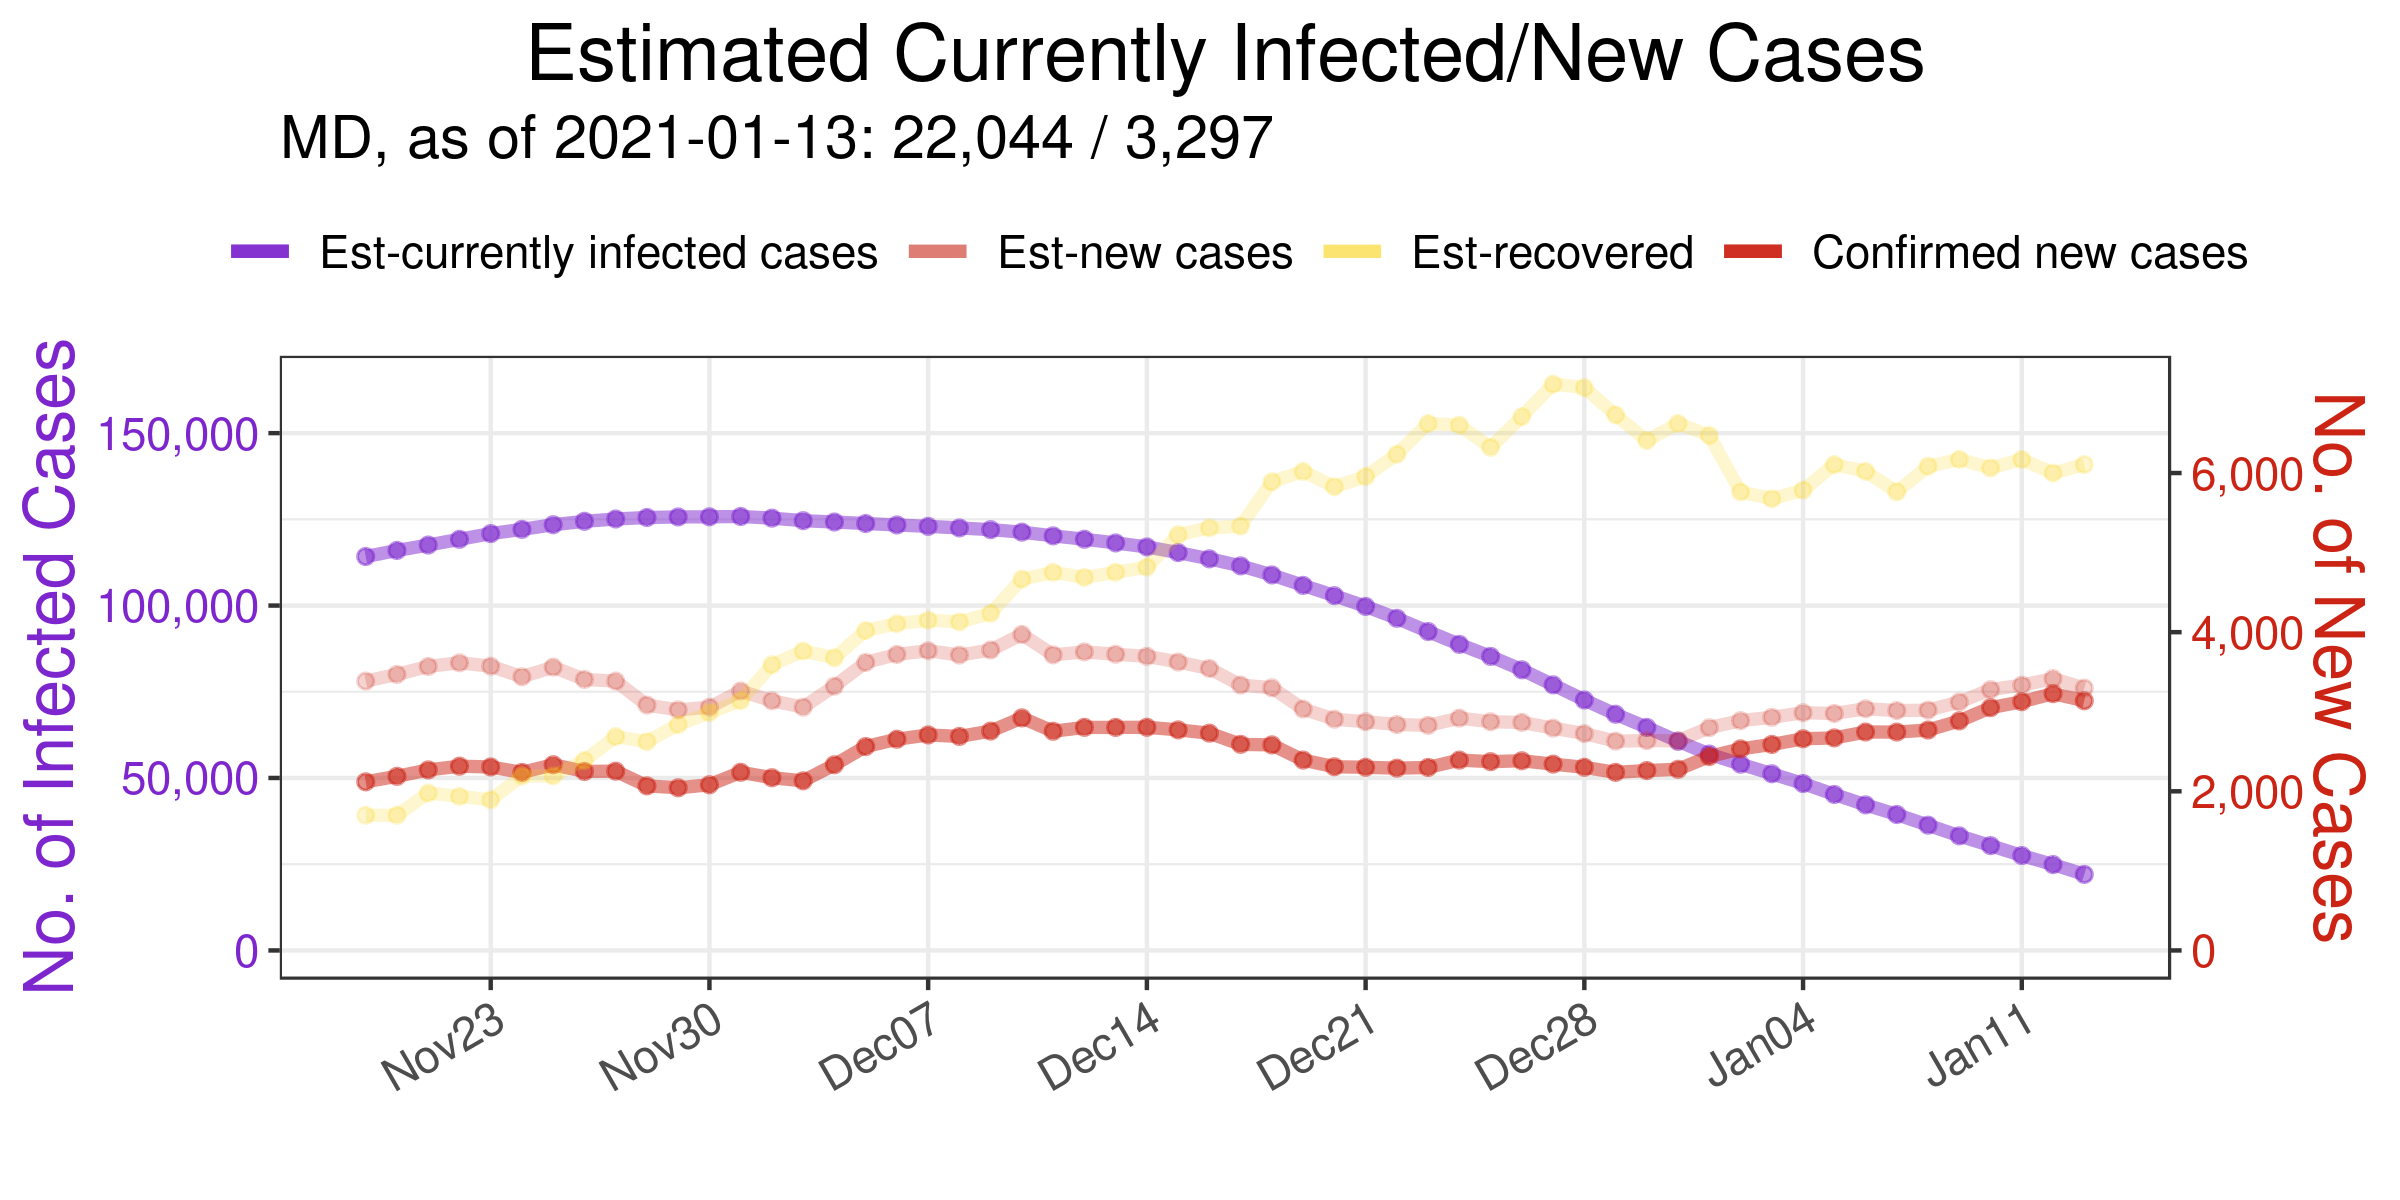 Estimated Currently Infected/New Cases
MD, as of 2021-01-13: 22,044 / 3,297
Est-currently infected cases Est-new cases Est-recovered Confirmed new cases
No. of Infected Cases
150,000
100,000
50,000
0
6,000
4,000
2,000
0
No. of New Cases
Nov23 Nov30 Dec07 Dec14 Dec21 Dec28 Jan04 Jan11